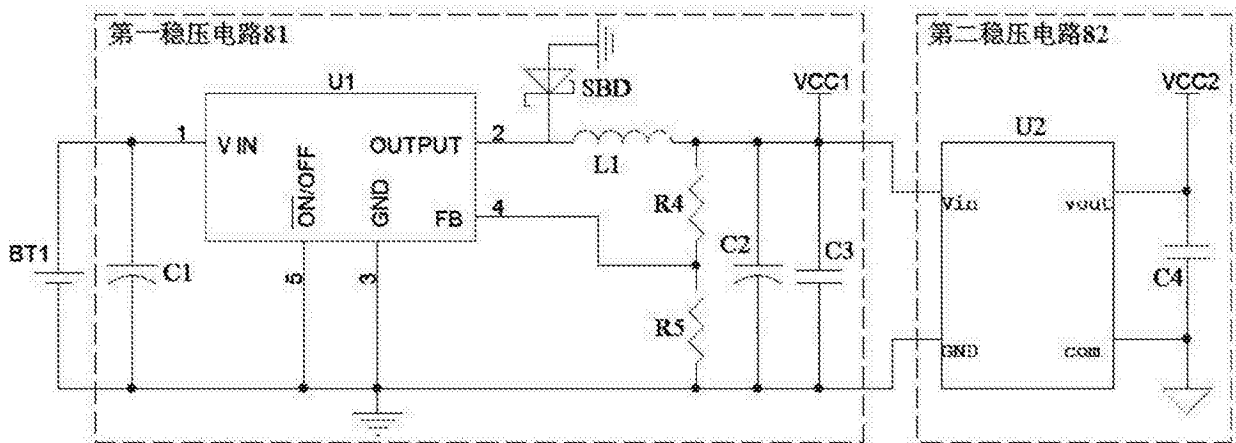 第一稳压电路81
第二稳压电路82
U1
SBD
VCC1
VCC2
U2
1
VIN
OUTPUT
2
L1
ON/OFF
GND
FB
4
R4
Vin
vout
BT1
C1
5
3
C2
C3
C4
R5
GND
com